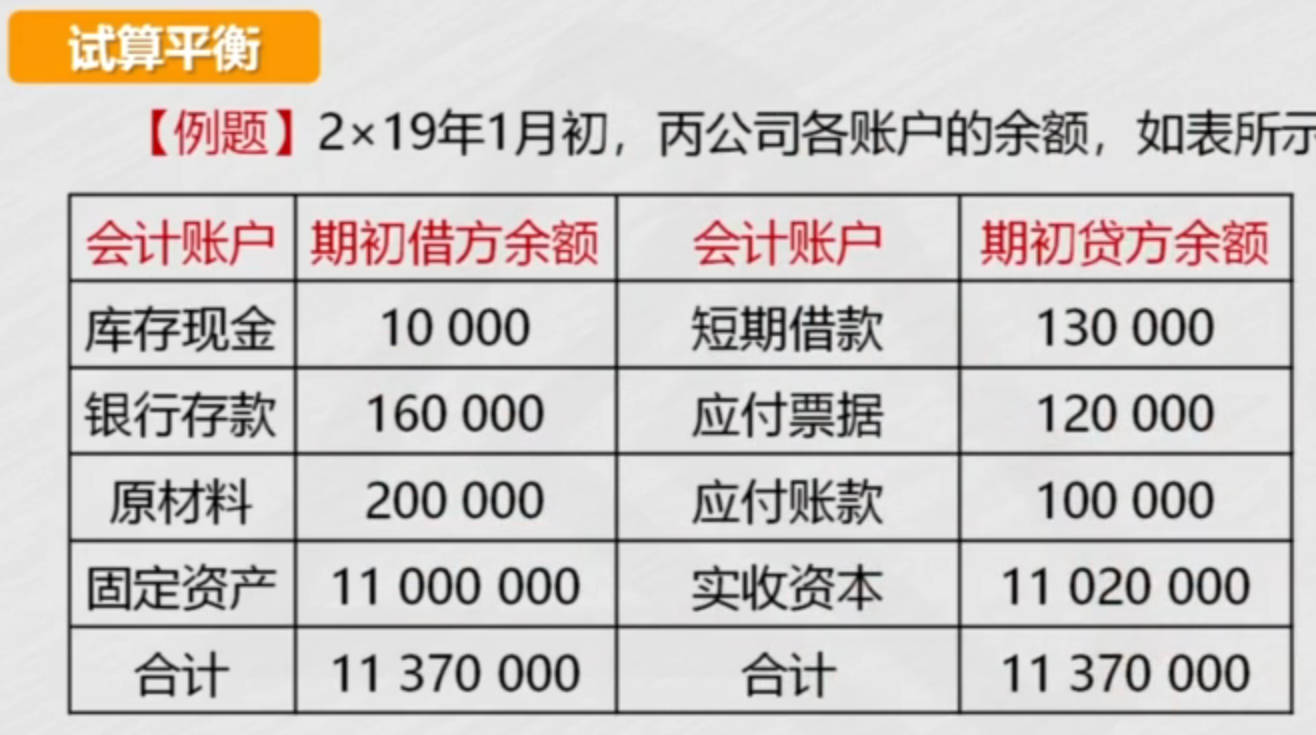 试算平衡
【例题】2×19年1月初，丙公司各账户的余额，如表所示
会计账户 期初借方余额 会计账户 期初贷方余额
库存现金 10 000 短期借款 130 000
银行存款 160 000 应付票据 120 000
原材料 200 000 应付账款 100 000
固定资产 11 000 000 实收资本 11 020 000
合计 11 370 000 合计 11 370 000